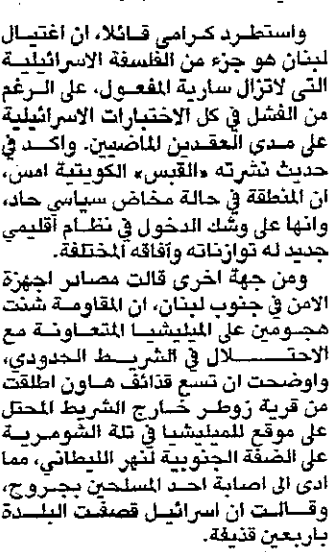 واستطرد كرامي قائلا، ان اغتيال
لبنان هو جزء من الفلسفة الاسرائيلية
التي لاتزال سارية المفعول، على الرغم
من الفشل في كل الاختبارات الاسرائيلية
على مدى العقدين الماضيين. واكد في
حديث نشرته «القبس» الكويتية امس،
ان المنطقة في حالة مخاض سياسي حاد،
وانها على وشك الدخول في نظام اقليمي
جديد له توازناته وآفاقه المختلفة.
ومن جهة اخرى قالت مصادر اجهزة
الامن في جنوب لبنان، ان المقاومة شنت
هجومين على الميليشيا المتعاونة مع
الاحتلال في الشريط الحدودي،
واوضحت ان تسع قذائف هاون اطلقت
من قرية زوطر خارج الشريط المحتل
على موقع للميليشيا في تلة الشومرية
على الضفة الجنوبية لنهر الليطاني، مما
ادى الى اصابة احد المسلحين بجروح،
وقالت ان اسرائيل قصفت البلدة
باربعين قذيفة.